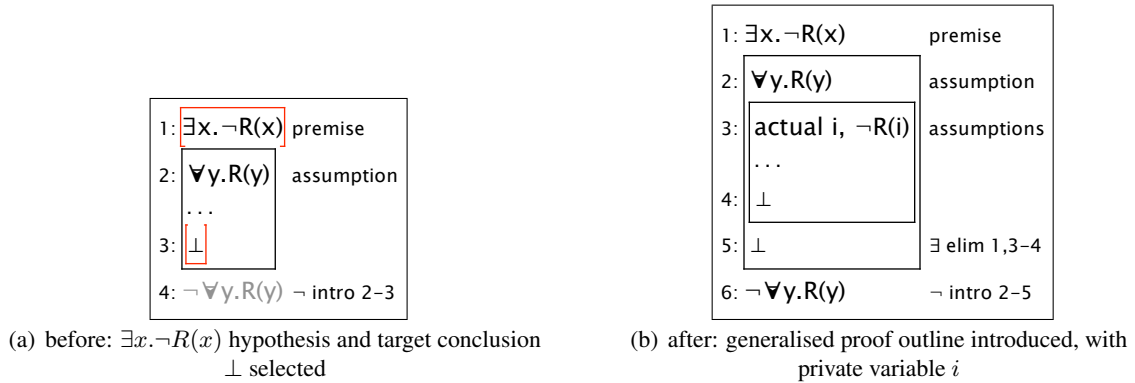 1: ∃x.¬R(x) premise
2: ∀y.R(y) assumption
...
3: ⊥
4: ¬∀y.R(y) ¬ intro 2-3
(a) before: ∃x.¬R(x) hypothesis and target conclusion
⊥ selected
1: ∃x.¬R(x) premise
2: ∀y.R(y) assumption
3: actual i, ¬R(i) assumptions
...
4: ⊥
5: ⊥ ∃ elim 1,3-4
6: ¬∀y.R(y) ¬ intro 2-5
(b) after: generalised proof outline introduced, with
private variable i